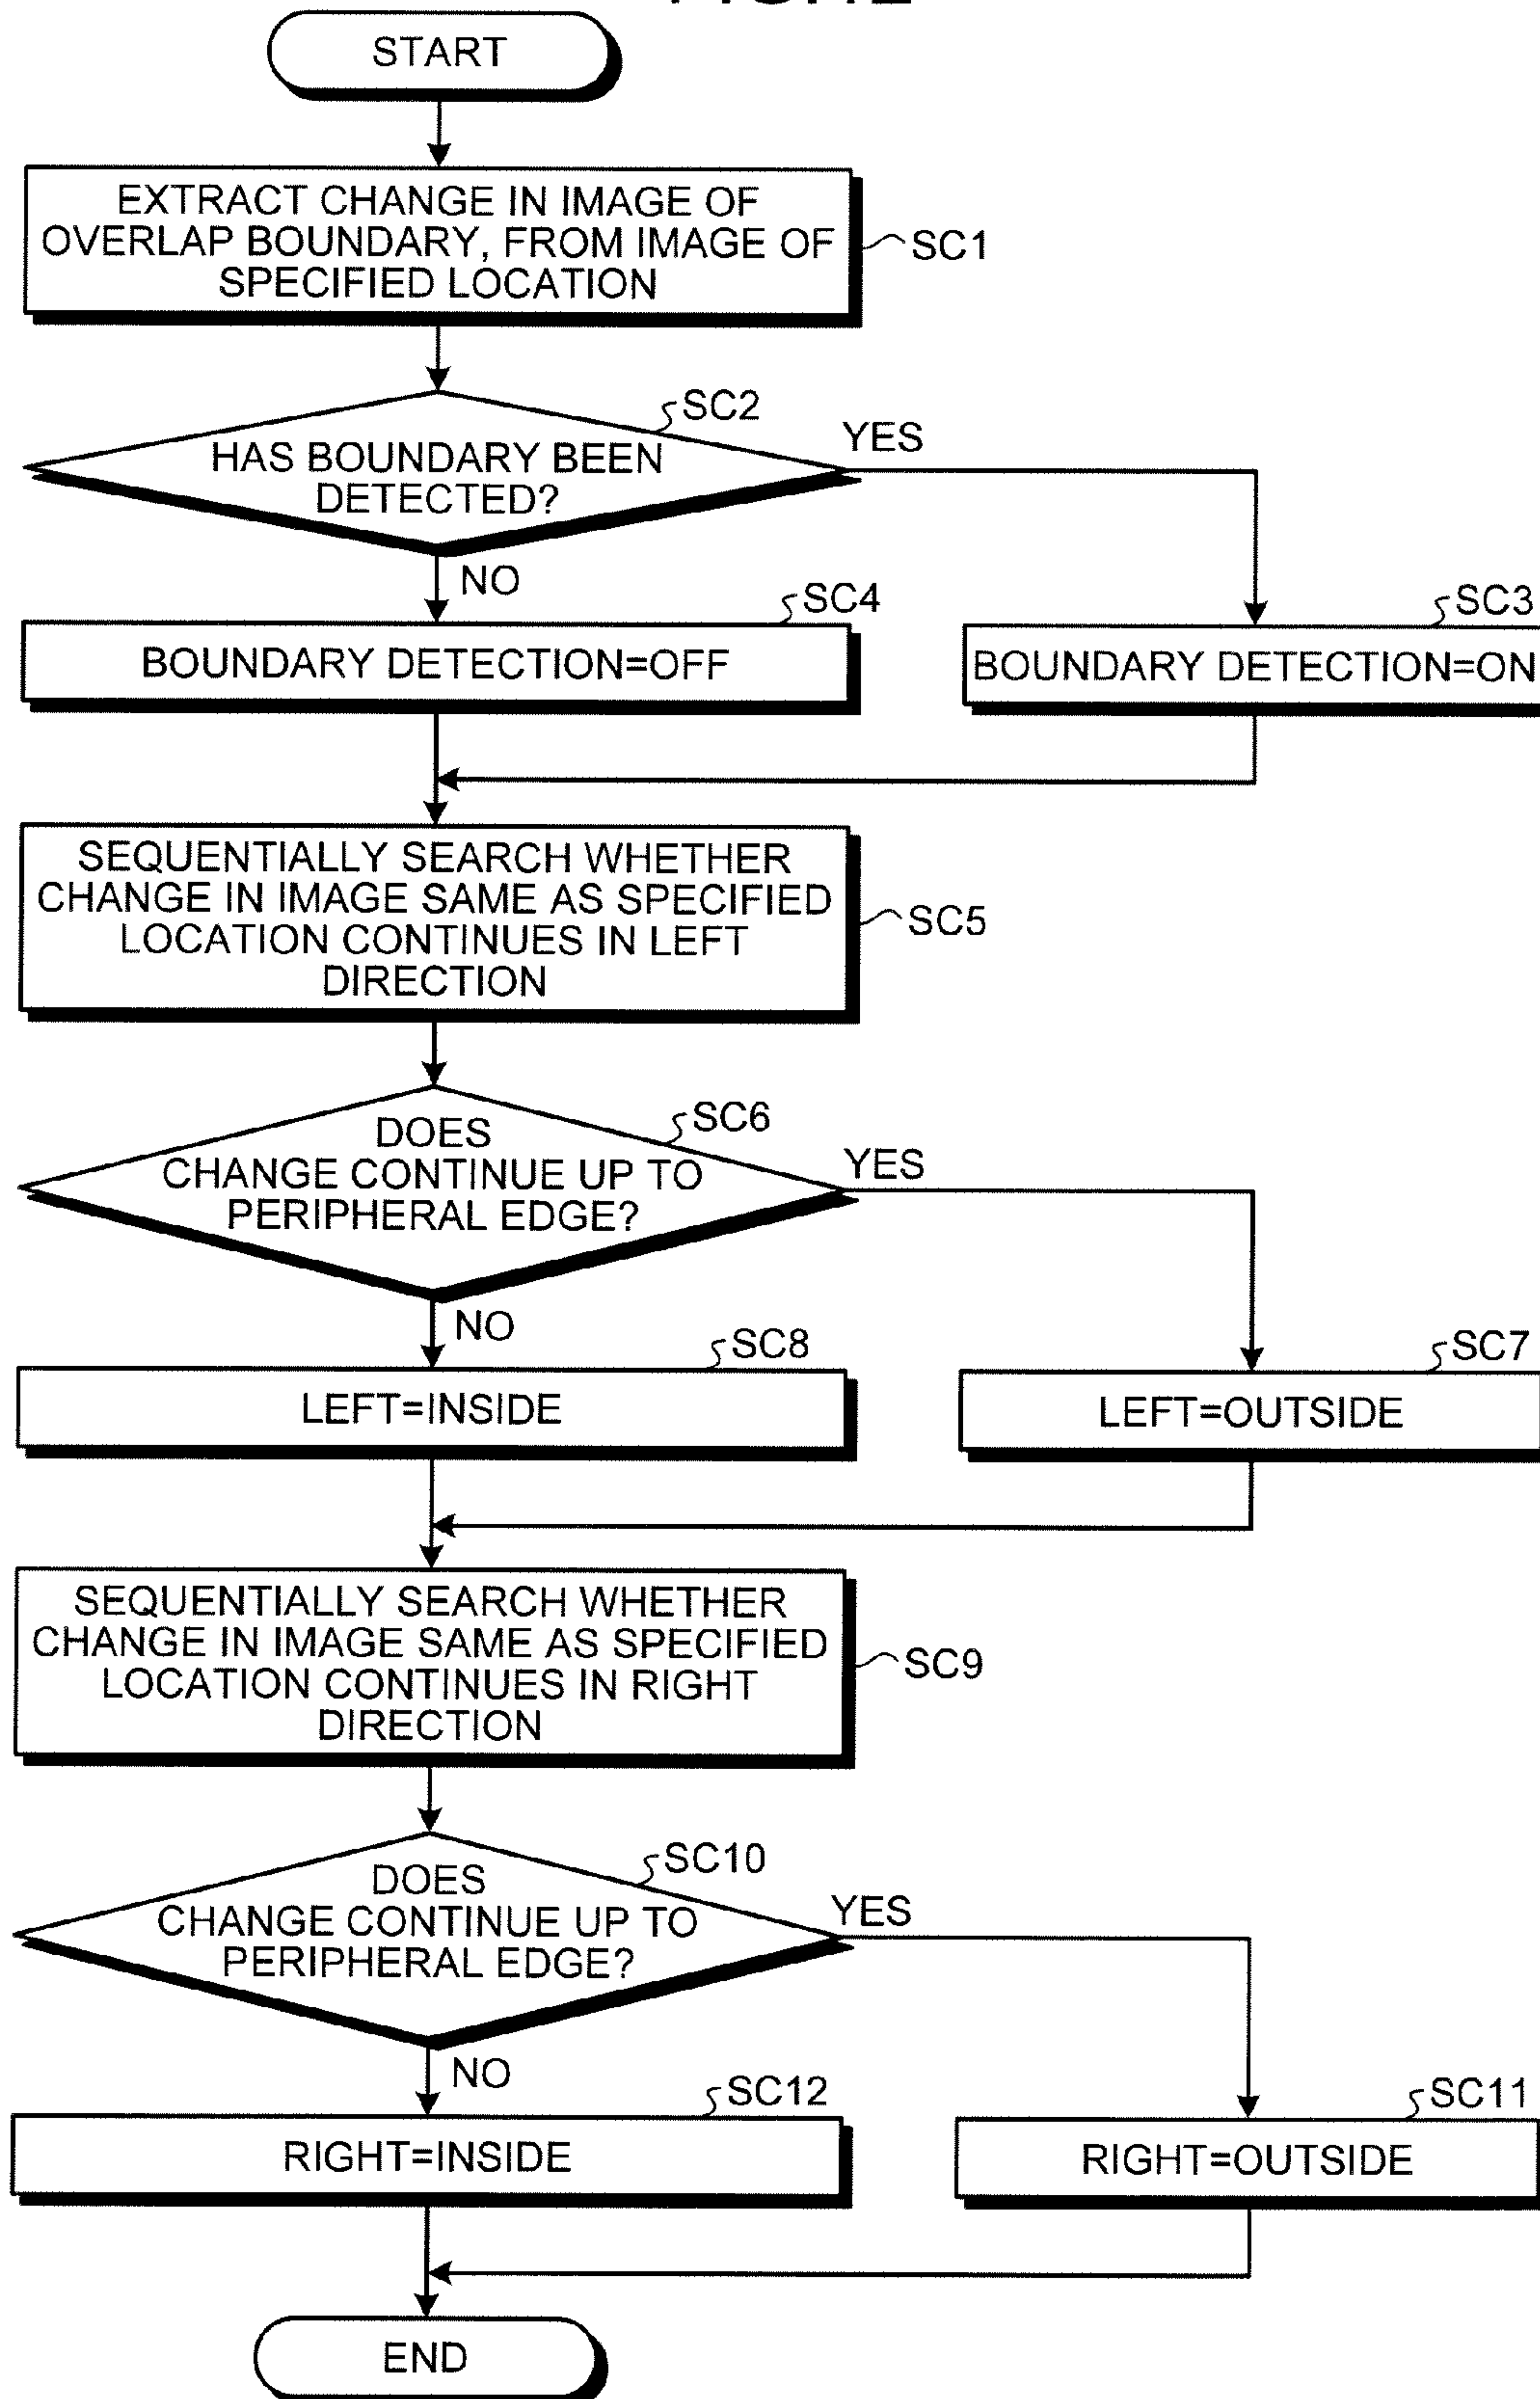 START
EXTRACT CHANGE IN IMAGE OF
OVERLAP BOUNDARY, FROM IMAGE OF
SPECIFIED LOCATION
SC1
SC2
HAS BOUNDARY BEEN
DETECTED?
YES
NO
SC4
BOUNDARY DETECTION=OFF
SC3
BOUNDARY DETECTION=ON
SEQUENTIALLY SEARCH WHETHER
CHANGE IN IMAGE SAME AS SPECIFIED
LOCATION CONTINUES IN LEFT
DIRECTION
SC5
SC6
DOES
CHANGE CONTINUE UP TO
PERIPHERAL EDGE?
YES
NO
SC8
LEFT=INSIDE
SC7
LEFT=OUTSIDE
SEQUENTIALLY SEARCH WHETHER
CHANGE IN IMAGE SAME AS SPECIFIED
LOCATION CONTINUES IN RIGHT
DIRECTION
SC9
SC10
DOES
CHANGE CONTINUE UP TO
PERIPHERAL EDGE?
YES
NO
SC12
RIGHT=INSIDE
SC11
RIGHT=OUTSIDE
END